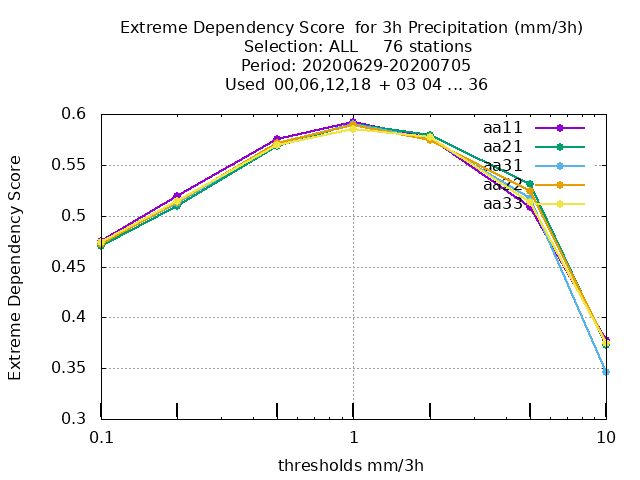 Extreme Dependency Score for 3h Precipitation (mm/3h)
Selection: ALL 76 stations
Period: 20200629-20200705
Used 00,06,12,18 + 03 04 ... 36
0.6
0.55
0.5
0.45
0.4
0.35
0.3
Extreme Dependency Score
aa11
aa21
aa31
aa22
aa33
0.1
1
10
thresholds mm/3h